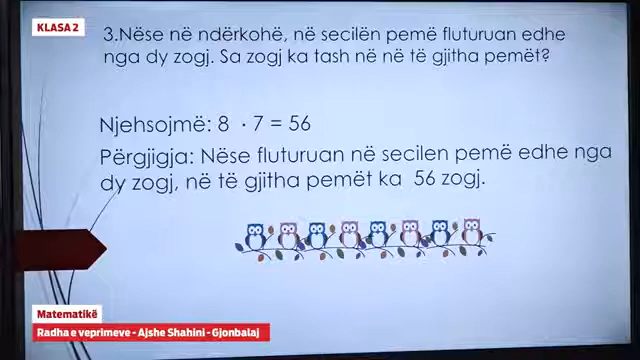 KLASA 2
3.Nëse në ndërkohë, në secilën pemë fluturuan edhe
nga dy zogj. Sa zogj ka tash në në të gjitha pemët?
Njehsojmë: 8 · 7 = 56
Përgjigja: Nëse fluturuan në secilen pemë edhe nga
dy zogj, në të gjitha pemët ka 56 zogj.
Matematikë
Radha e veprimeve - Ajshe Shahini - Gjonbalaj